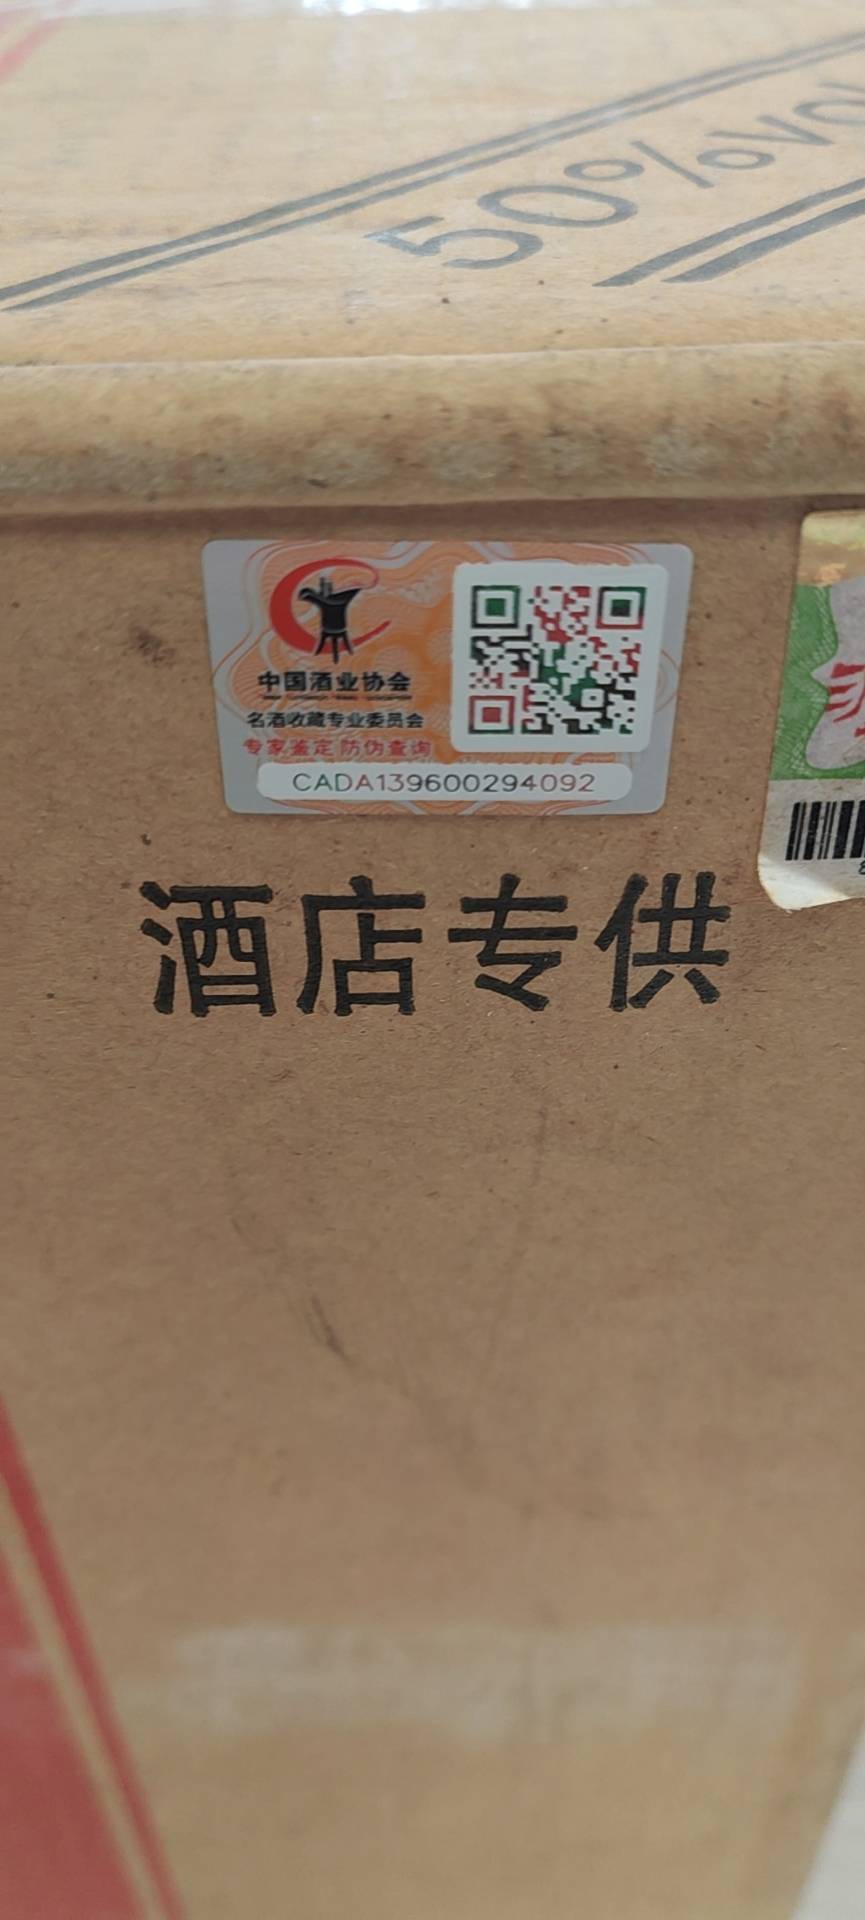 50%vol
中国酒业协会
名酒收藏专业委员会
专家鉴定 防伪查询
CADA139600294092
酒店专供